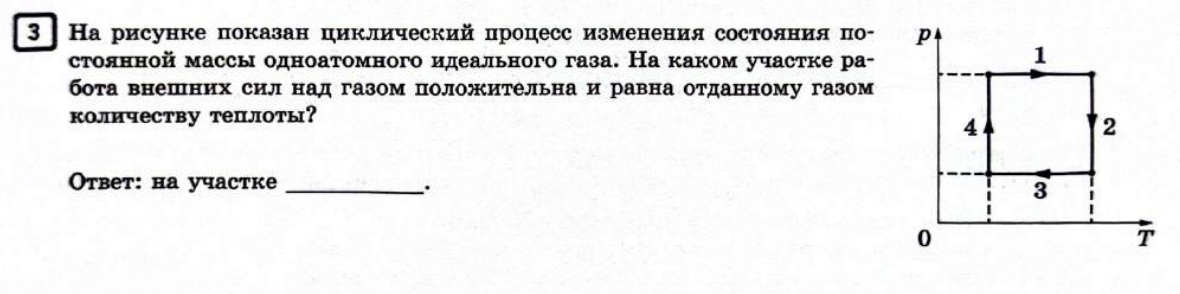 3 На рисунке показан циклический процесс изменения состояния по-
стоянной массы одноатомного идеального газа. На каком участке ра-
бота внешних сил над газом положительна и равна отданному газом
количеству теплоты?
Ответ: на участке ____________.
p
1
4
2
3
0
T